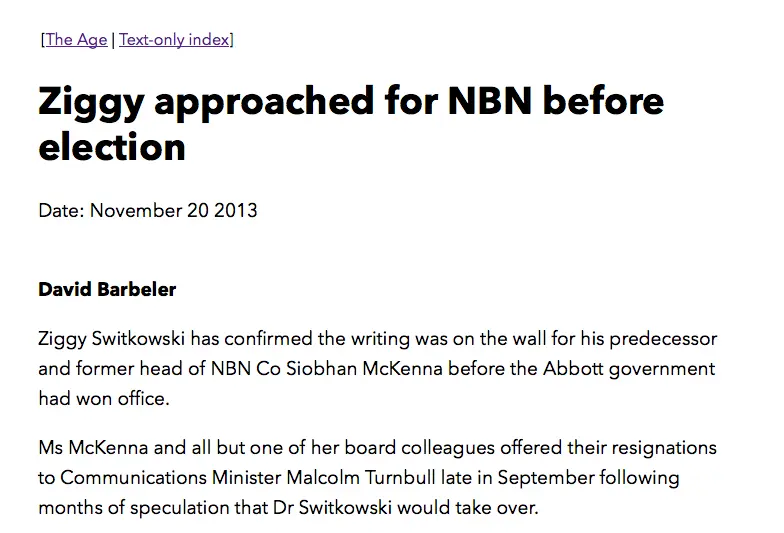 [The Age | Text-only index]
Ziggy approached for NBN before
election
Date: November 20 2013
David Barbeler
Ziggy Switkowski has confirmed the writing was on the wall for his predecessor
and former head of NBN Co Siobhan McKenna before the Abbott government
had won office.
Ms McKenna and all but one of her board colleagues offered their resignations
to Communications Minister Malcolm Turnbull late in September following
months of speculation that Dr Switkowski would take over.